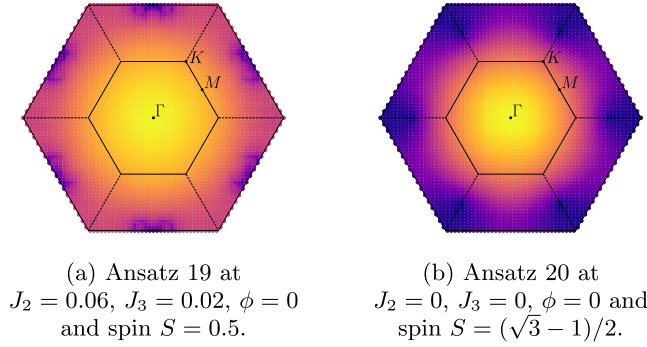 K
M
Γ
K
M
Γ
(a) Ansatz 19 at
J₂ = 0.06, J₃ = 0.02, ϕ = 0
and spin S = 0.5.
(b) Ansatz 20 at
J₂ = 0, J₃ = 0, ϕ = 0 and
spin S = (√3 − 1)/2.